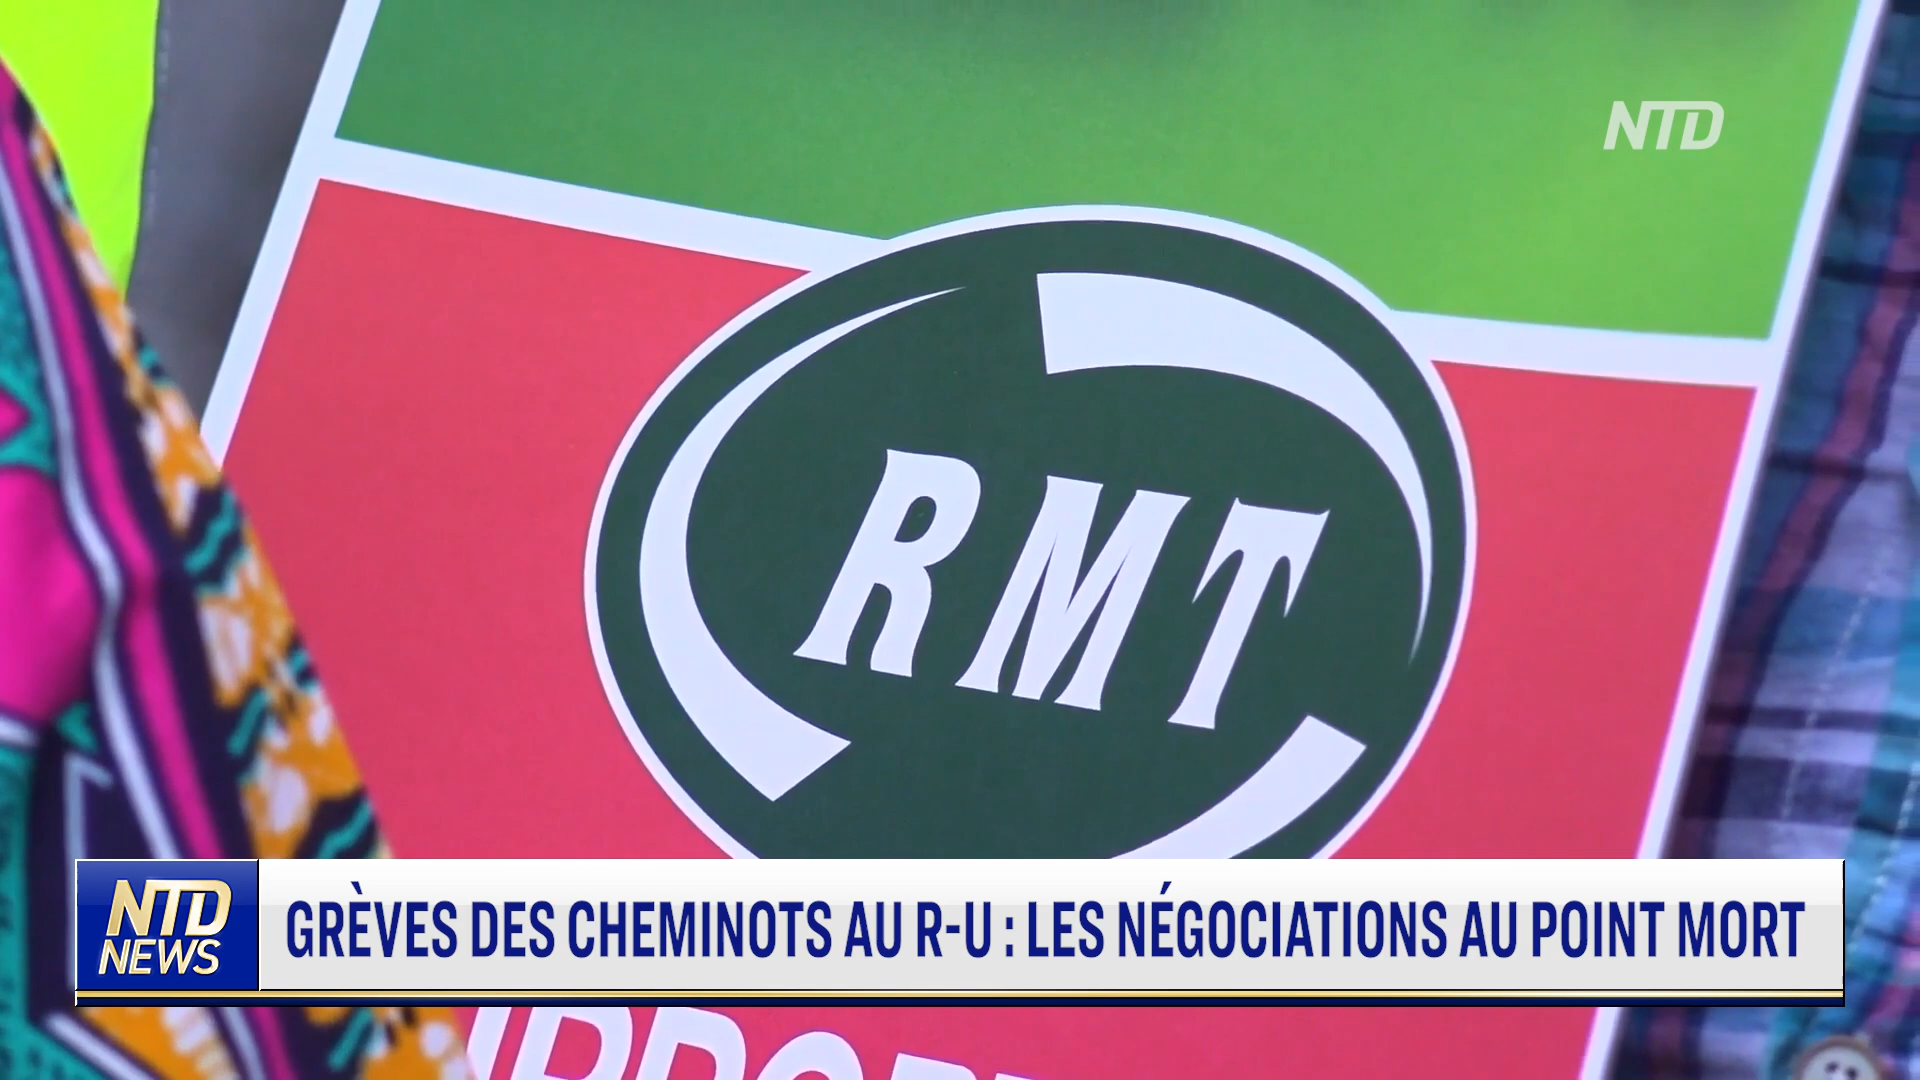 NTD
RMT
NTD
NEWS
GRÈVES DES CHEMINOTS AU R-U : LES NÉGOCIATIONS AU POINT MORT